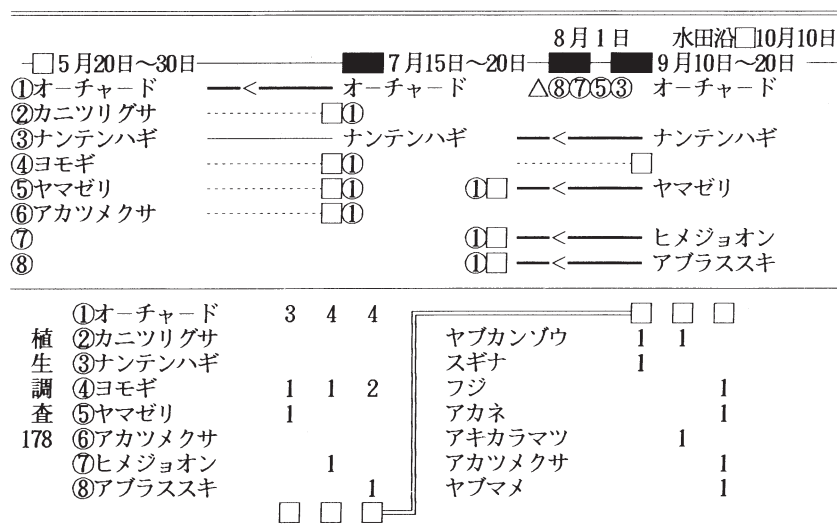 8月1日 水田沿□10月10日
□5月20日～30日 ■7月15日～20日 ■ ■9月10日～20日
①オーチャード ＜ オーチャード △⑧⑦⑤③ オーチャード
②カニツリグサ □①
③ナンテンハギ ナンテンハギ ＜ ナンテンハギ
④ヨモギ □① □
⑤ヤマゼリ □① ①□ ＜ ヤマゼリ
⑥アカツメクサ □①
⑦ ①□ ＜ ヒメジョオン
⑧ ①□ ＜ アブラススキ
植生調査178
①オーチャード 3 4 4 □ □ □
②カニツリグサ ヤブカンゾウ 1 1
③ナンテンハギ スギナ 1
④ヨモギ 1 1 2 フジ 1
⑤ヤマゼリ 1 アカネ 1
⑥アカツメクサ アキカラマツ 1
⑦ヒメジョオン 1 アカツメクサ 1
⑧アブラススキ 1 ヤブマメ 1
□ □ □